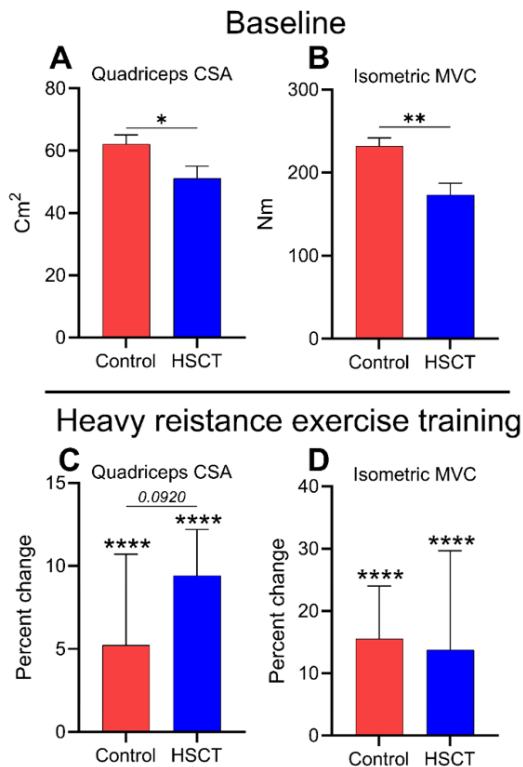 Baseline
A
Quadriceps CSA
80
60
40
20
0
Cm²
*
Control HSCT
B
Isometric MVC
300
200
100
0
Nm
**
Control HSCT
Heavy reistance exercise training
C
Quadriceps CSA
15
10
5
0
Percent change
0.0920
****
****
Control HSCT
D
Isometric MVC
40
30
20
10
0
Percent change
****
****
Control HSCT